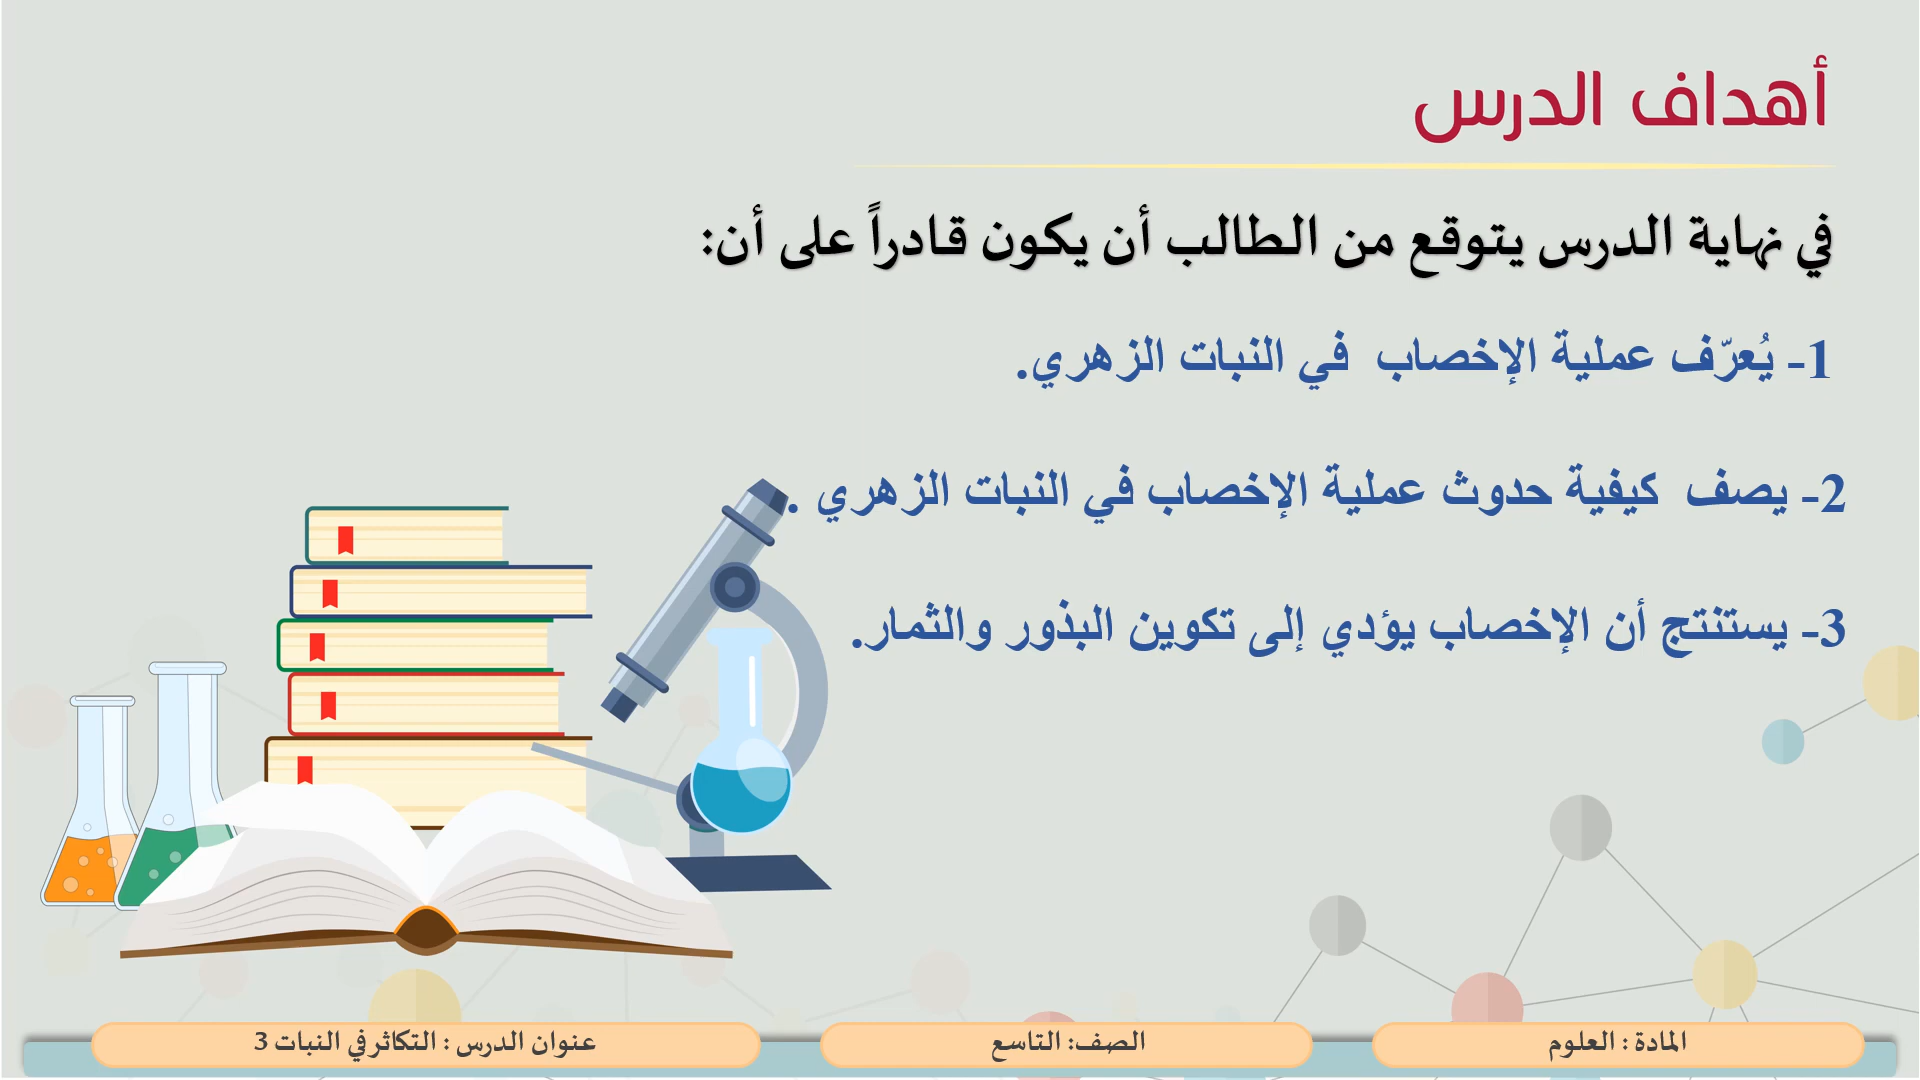 أهداف الدرس
في نهاية الدرس يتوقع من الطالب أن يكون قادراً على أن:
1- يُعرّف عملية الإخصاب في النبات الزهري.
2- يصف كيفية حدوث عملية الإخصاب في النبات الزهري .
3- يستنتج أن الإخصاب يؤدي إلى تكوين البذور والثمار.
المادة : العلوم
الصف: التاسع
عنوان الدرس : التكاثر في النبات 3